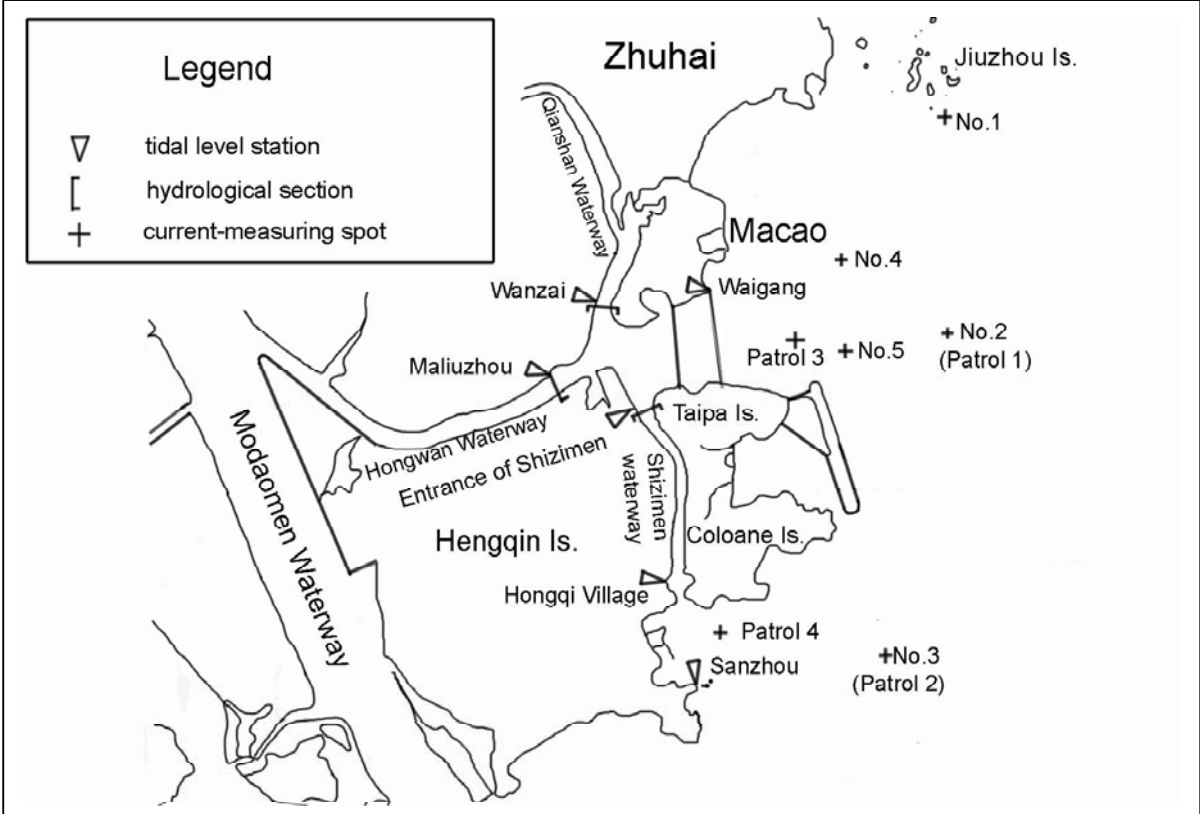 Legend
tidal level station
hydrological section
current-measuring spot
Zhuhai
Jiuzhou Is.
No.1
Qianshan Waterway
Macao
No.4
Wanzai
Waigang
Patrol 3
No.5
No.2
(Patrol 1)
Maliuzhou
Taipa Is.
Hongwan Waterway
Entrance of Shizimen
Shizimen
waterway
Modaomen Waterway
Hengqin Is.
Coloane Is.
Hongqi Village
Patrol 4
Sanzhou
No.3
(Patrol 2)